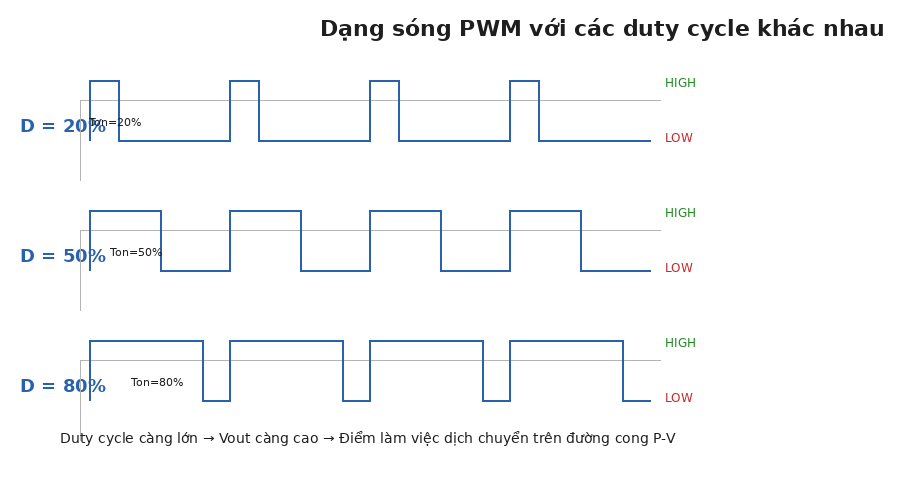 Dạng sóng PWM với các duty cycle khác nhau
HIGH
D = 20%
Ton=20%
LOW
HIGH
D = 50%
Ton=50%
LOW
HIGH
D = 80%
Ton=80%
LOW
Duty cycle càng lớn → Vout càng cao → Điểm làm việc dịch chuyển trên đường cong P-V